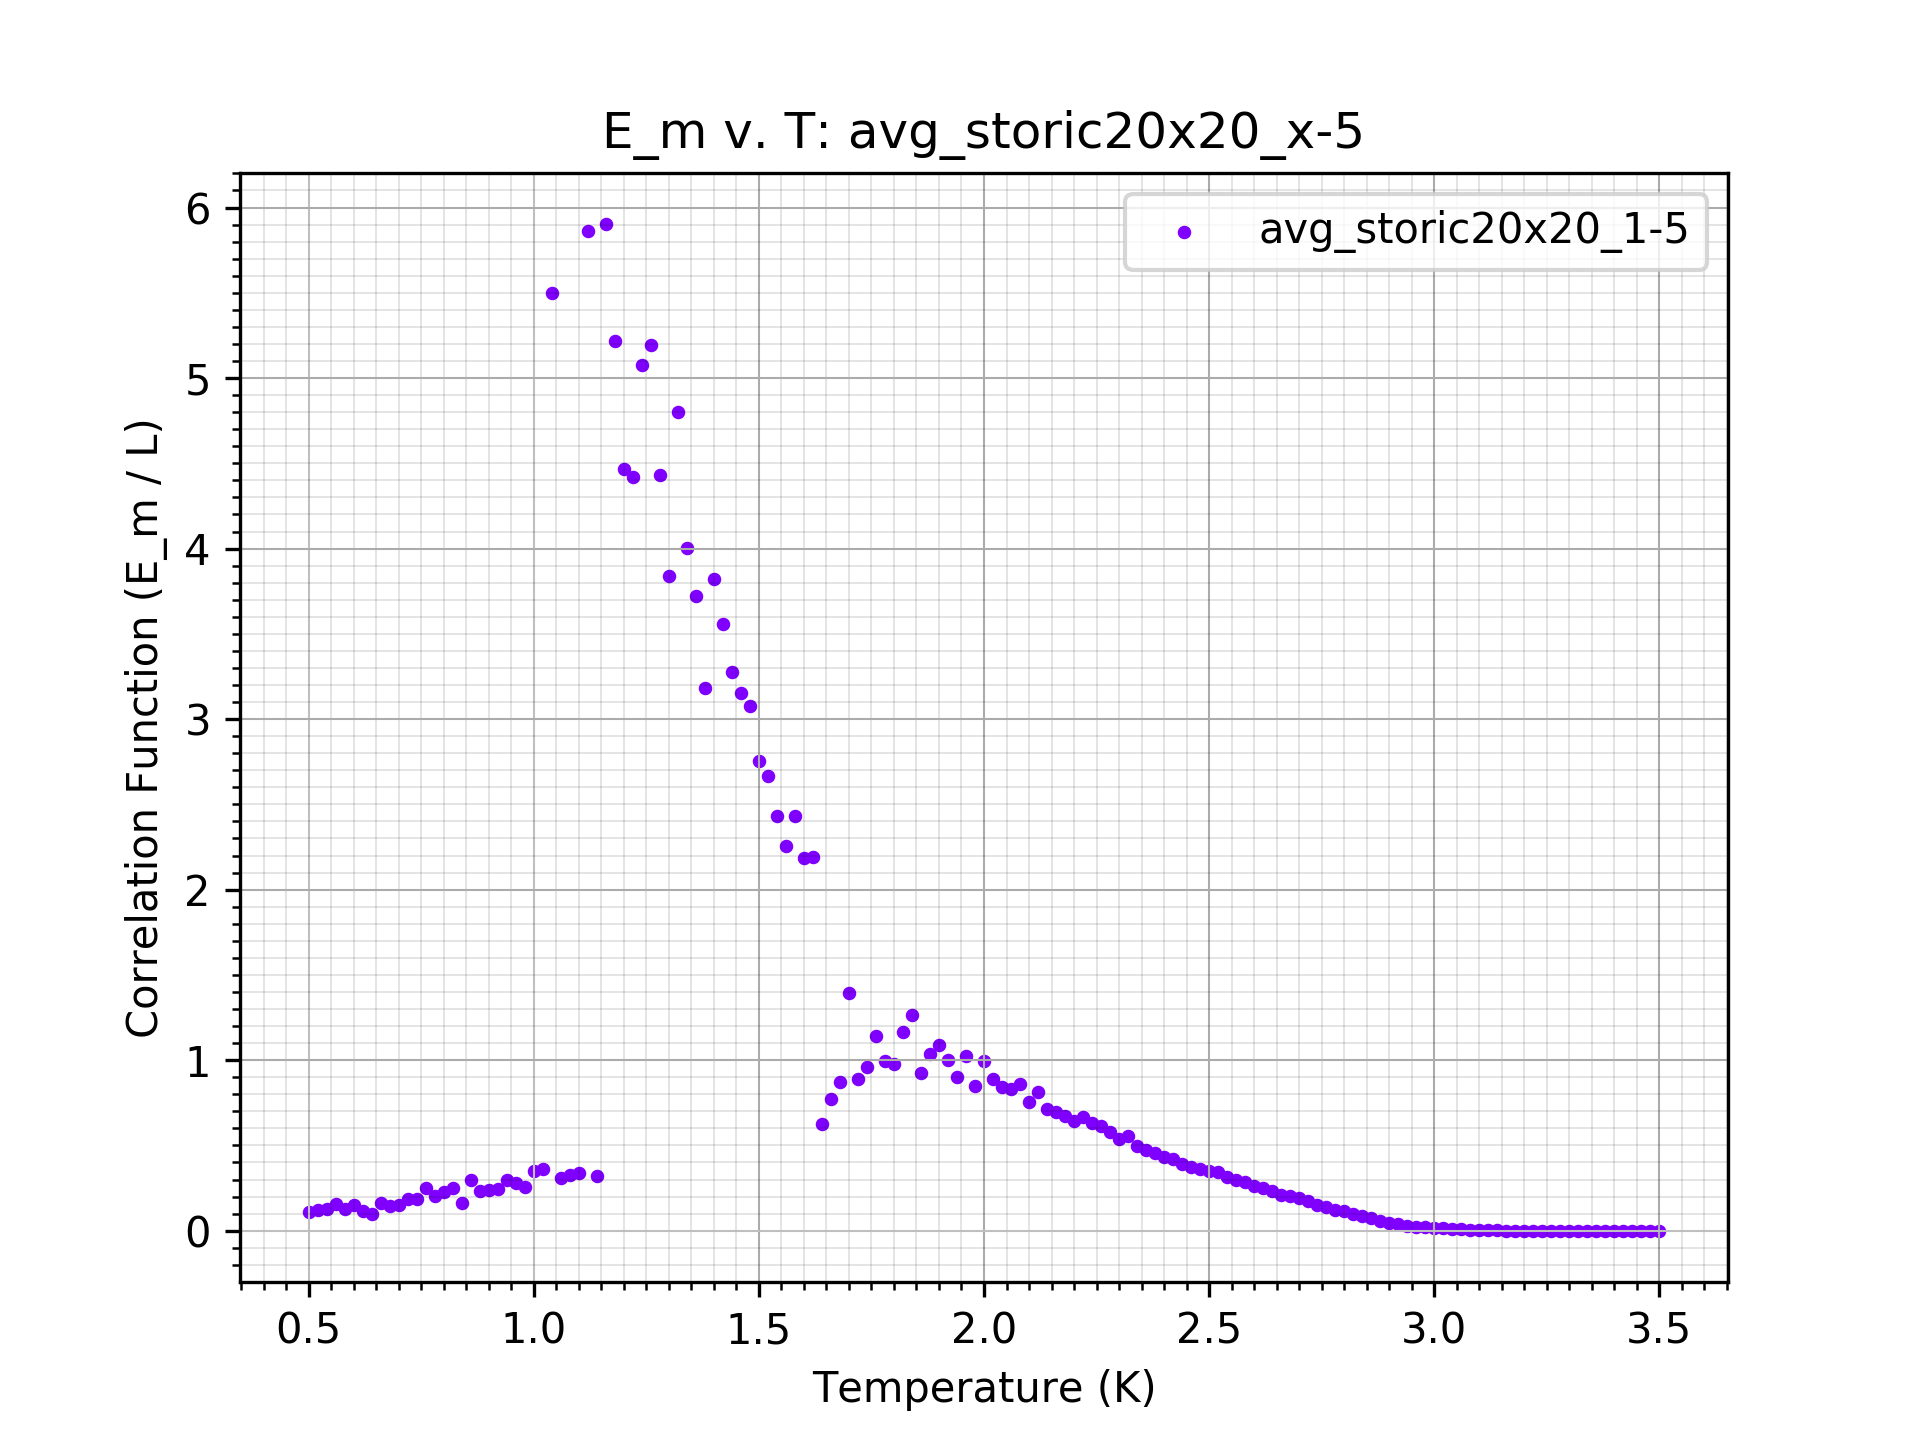 E_m v. T: avg_storic20x20_x-5
avg_storic20x20_1-5
Correlation Function (E_m / L)
6
5
4
3
2
1
0
0.5 1.0 1.5 2.0 2.5 3.0 3.5
Temperature (K)